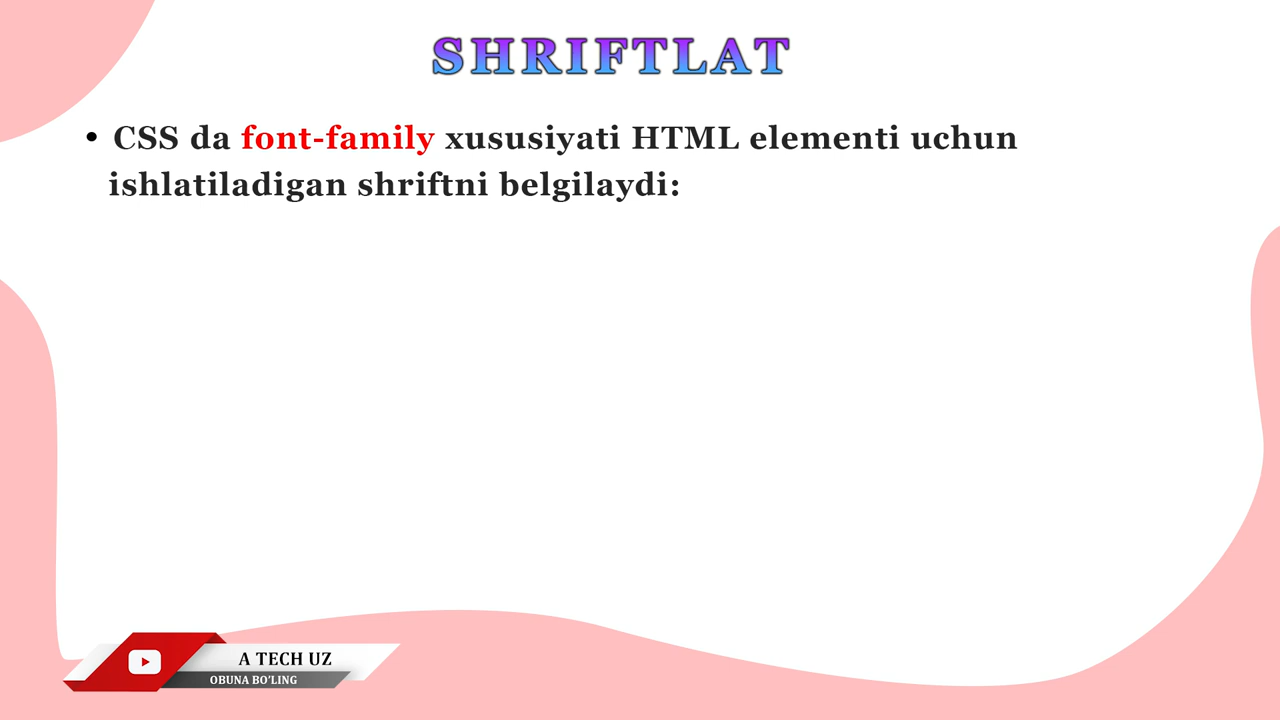 SHRIFTLAT
• CSS da font-family xususiyati HTML elementi uchun
ishlatiladigan shriftni belgilaydi:
A TECH UZ
OBUNA BO'LING